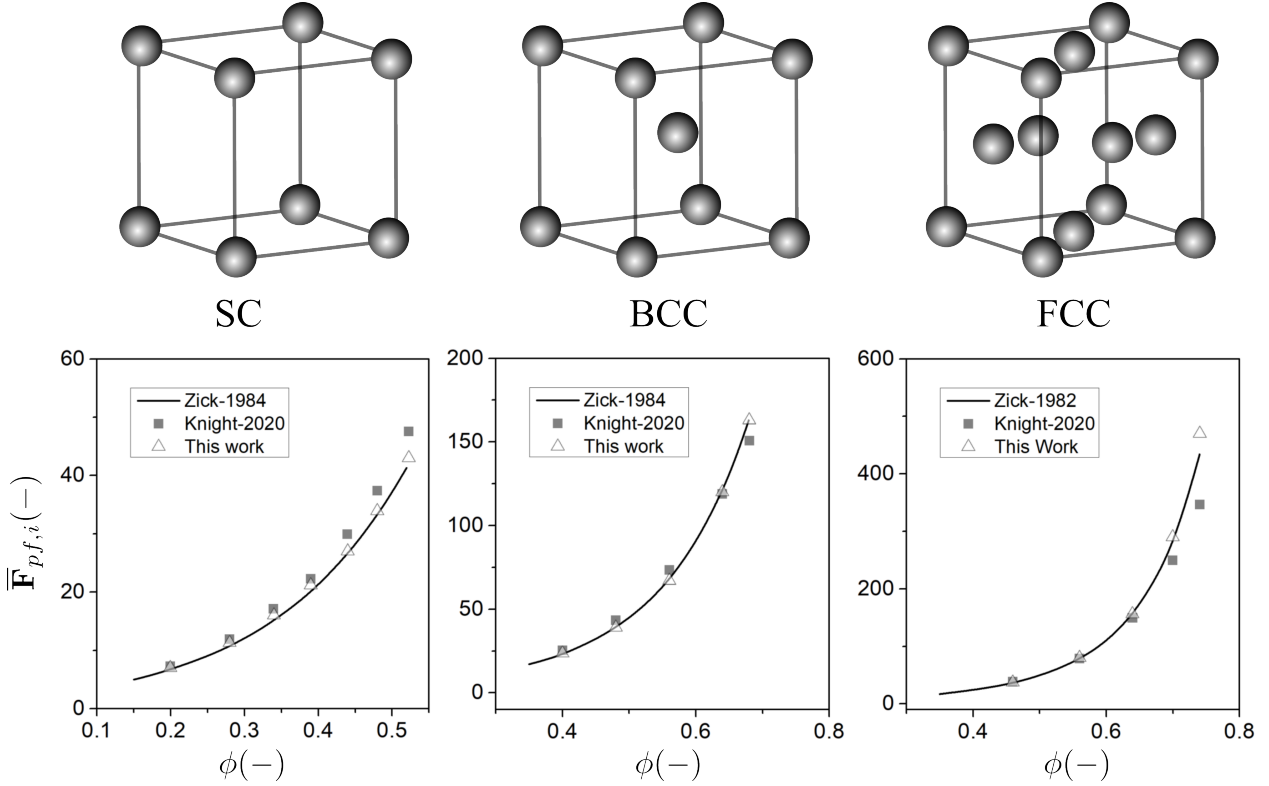 SC
BCC
FCC
60
40
20
0
0.1
0.2
0.3
0.4
0.5
Zick-1984
Knight-2020
This work
F̅pf,i(−)
ϕ(−)
200
150
100
50
0
0.4
0.6
0.8
Zick-1984
Knight-2020
This work
ϕ(−)
600
400
200
0
0.4
0.6
0.8
Zick-1982
Knight-2020
This Work
ϕ(−)